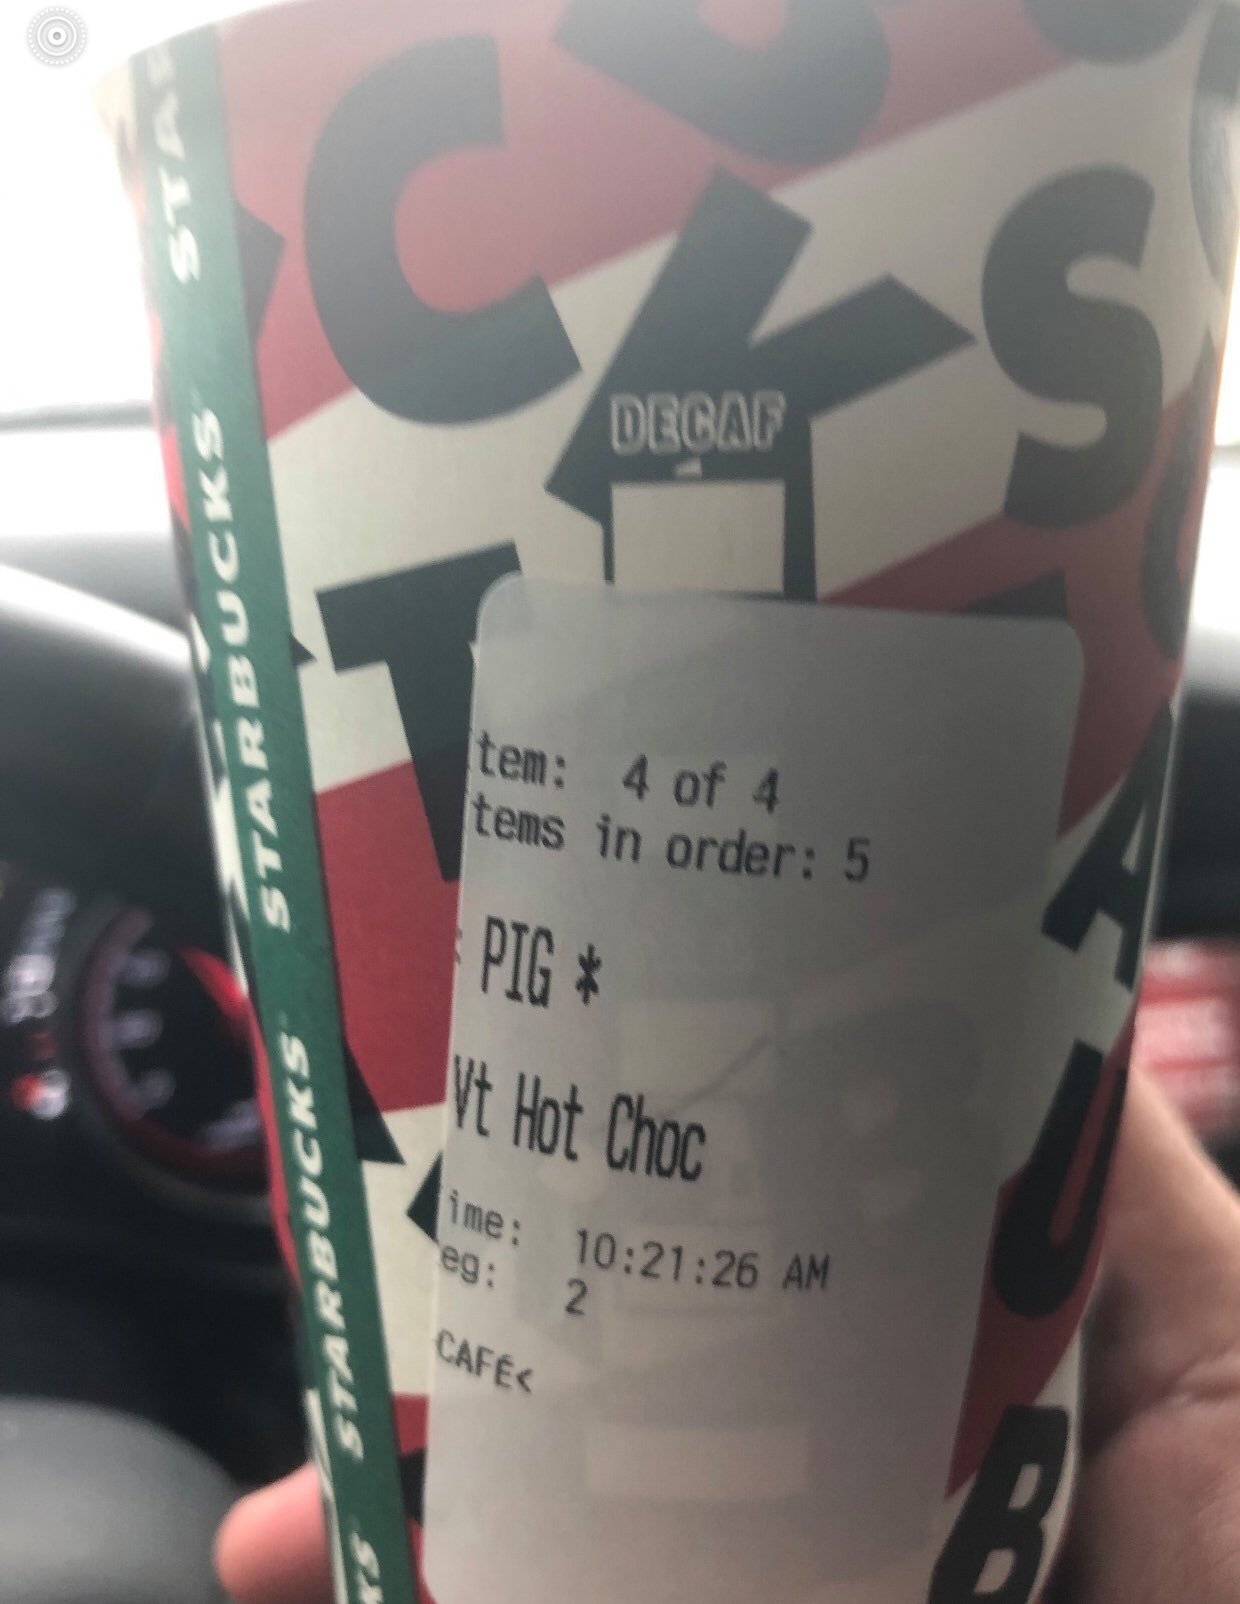 STARBUCKS
STARBUCKS
STARBUCKS
DECAF
tem: 4 of 4
tems in order: 5
PIG *
Vt Hot Choc
ime: 10:21:26 AM
eg: 2
CAFÉ<